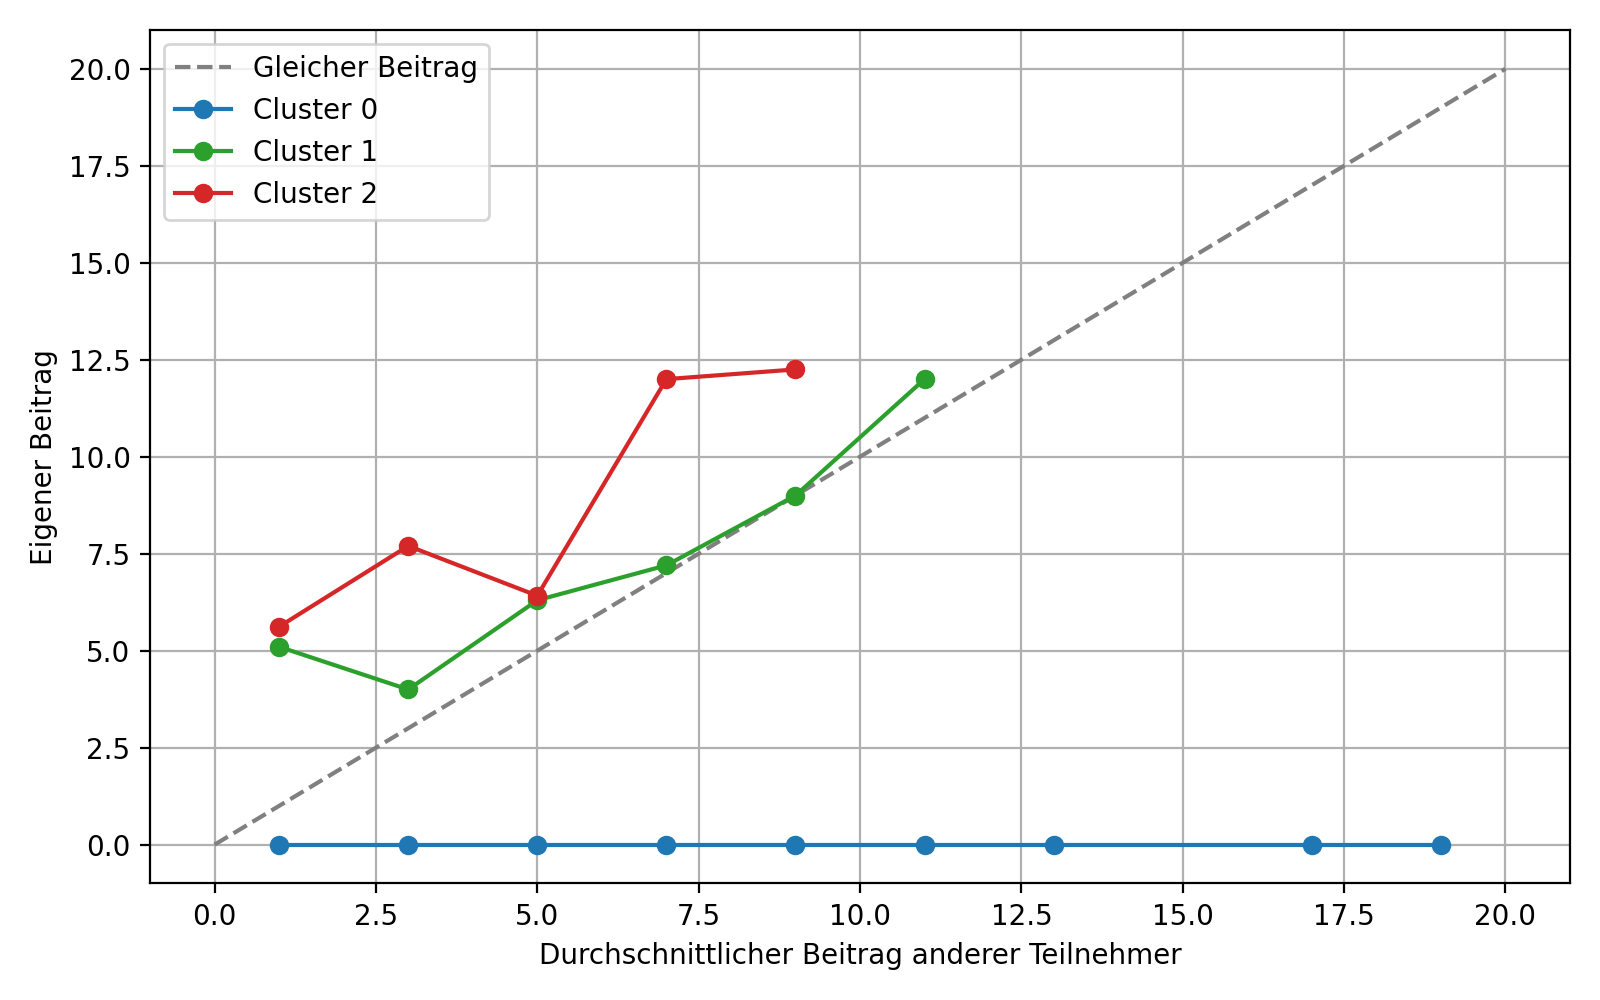 Gleicher Beitrag
Cluster 0
Cluster 1
Cluster 2
20.0
17.5
15.0
12.5
10.0
7.5
5.0
2.5
0.0
Eigener Beitrag
0.0 2.5 5.0 7.5 10.0 12.5 15.0 17.5 20.0
Durchschnittlicher Beitrag anderer Teilnehmer